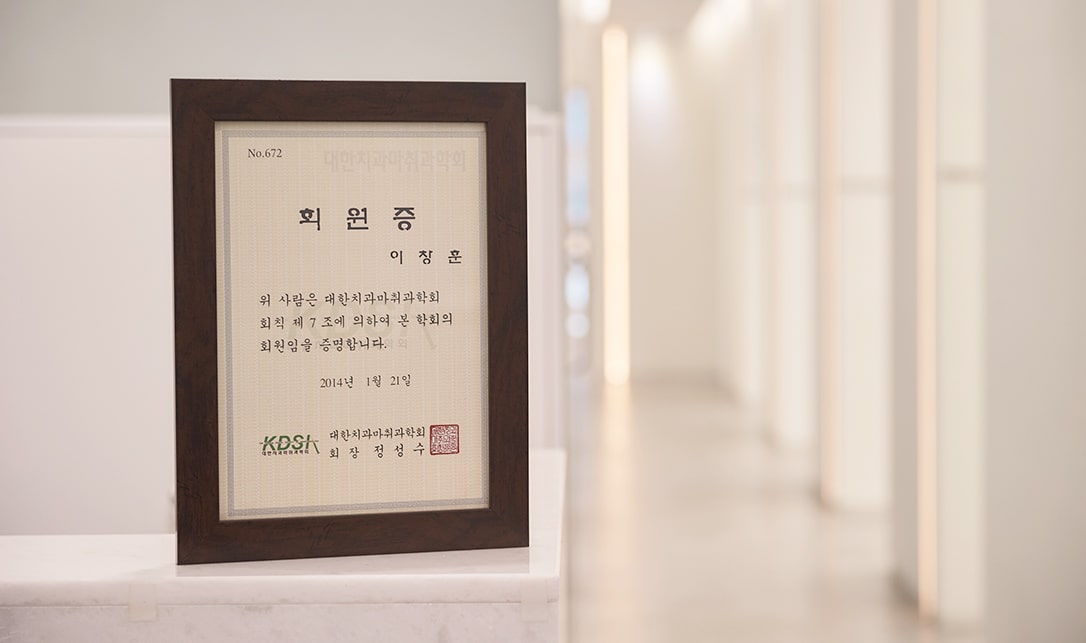 No.672
대한치과마취과학회
회 원 증
이 창 훈
위 사람은 대한치과마취과학회
회칙 제 7 조에 의하여 본 학회의
회원임을 증명합니다.
2014년 1월 21일
KDSA
대한치과마취과학회
대한치과마취과학회
회 장 정 성 수